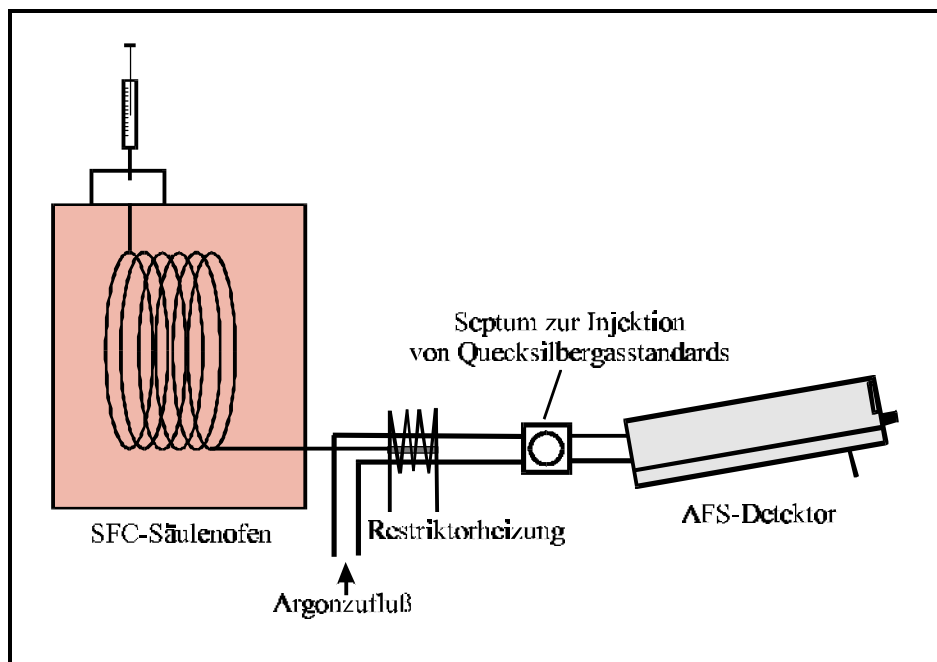 Septum zur Injektion
von Quecksilbergasstandards
SFC-Säulenofen
Restriktorheizung
AFS-Detektor
Argonzufluß